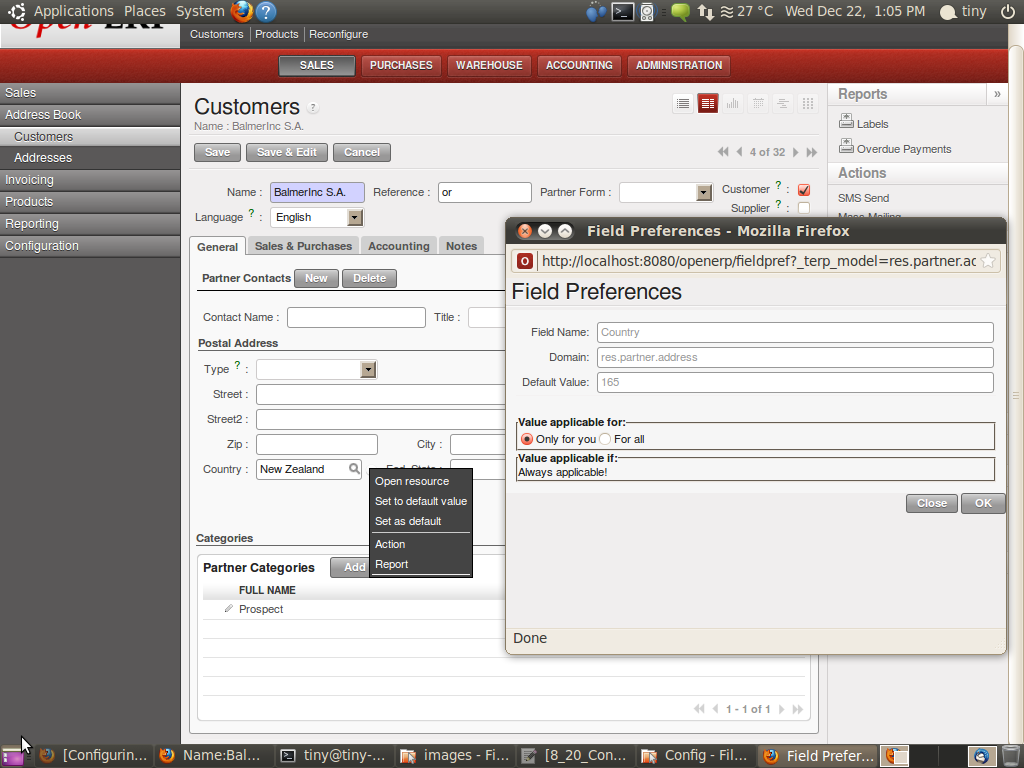 Applications Places System 27 °C Wed Dec 22, 1:05 PM tiny
Open ERP
Customers Products Reconfigure
SALES PURCHASES WAREHOUSE ACCOUNTING ADMINISTRATION
Sales
Address Book
Customers
Addresses
Invoicing
Products
Reporting
Configuration
Customers ?
Name : BalmerInc S.A.
Save Save & Edit Cancel
4 of 32
Name : BalmerInc S.A. Reference : or Partner Form : Customer ? :
Supplier ? :
Language ? : English
General Sales & Purchases Accounting Notes
Partner Contacts New Delete
Contact Name : Title :
Postal Address
Type ? :
Street :
Street2 :
Zip : City :
Country : New Zealand
Open resource
Set to default value
Set as default
Action
Report
Categories
Partner Categories Add
FULL NAME
Prospect
1 - 1 of 1
Reports »
Labels
Overdue Payments
Actions
SMS Send
Mass Mailing
Field Preferences - Mozilla Firefox
http://localhost:8080/openerp/fieldpref?_terp_model=res.partner.ac
Field Preferences
Field Name: Country
Domain: res.partner.address
Default Value: 165
Value applicable for:
Only for you For all
Value applicable if:
Always applicable!
Close OK
Done
[Configurin... Name:Bal... tiny@tiny-... images - Fi... [8_20_Con... Config - Fil... Field Prefer...